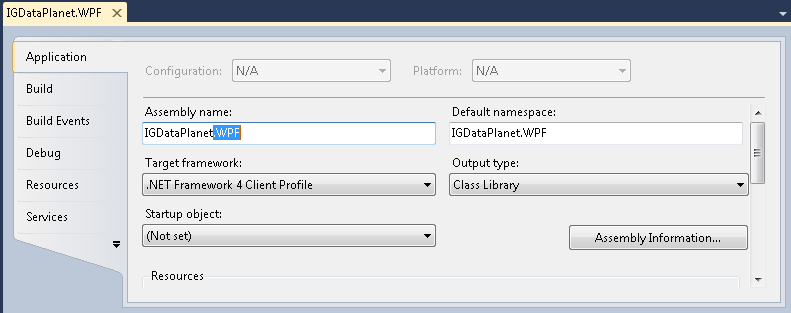 IGDataPlanet.WPF
Application
Build
Build Events
Debug
Resources
Services
Configuration: N/A Platform: N/A
Assembly name: Default namespace:
IGDataPlanet.WPF IGDataPlanet.WPF
Target framework: Output type:
.NET Framework 4 Client Profile Class Library
Startup object:
(Not set) Assembly Information...
Resources